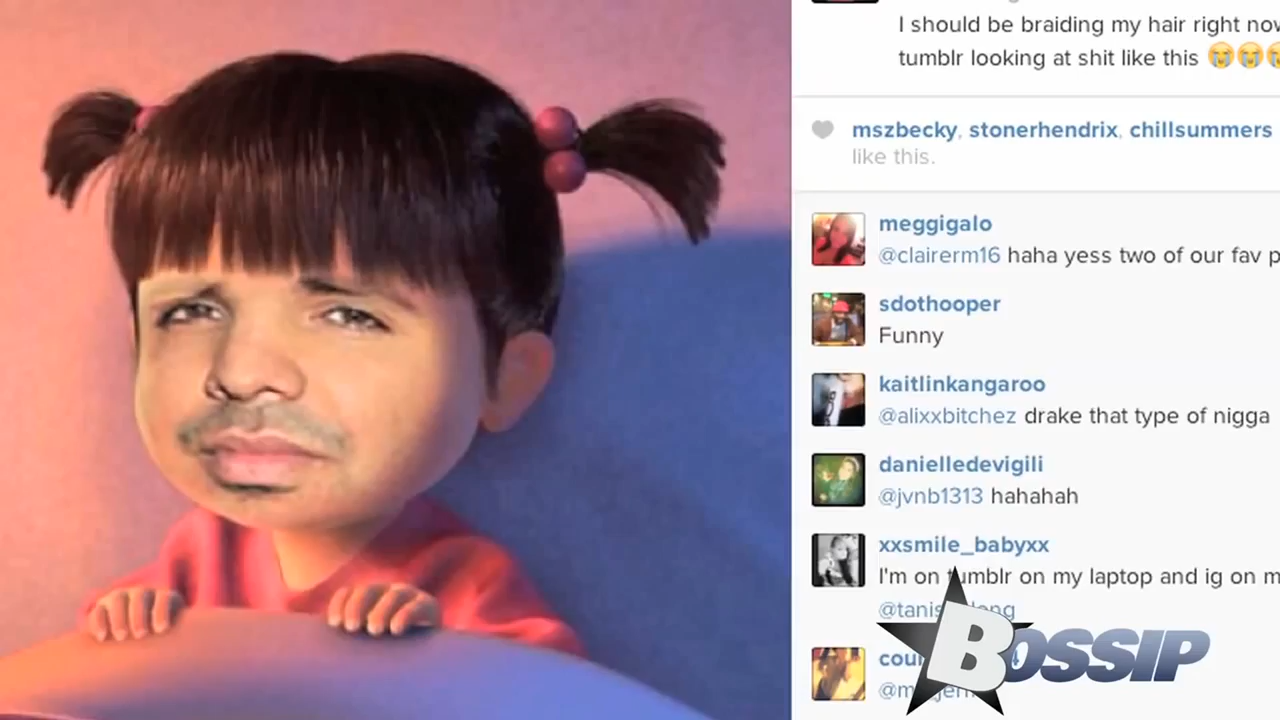 I should be braiding my hair right now
tumblr looking at shit like this 😭😭😭
mszbecky, stonerhendrix, chillsummers
like this.
meggigalo
@clairerm16 haha yess two of our fav
sdothooper
Funny
kaitlinkangaroo
@alixxbitchez drake that type of nigga
danielledevigili
@jvnb1313 hahahah
xxsmile_babyxx
I'm on tumblr on my laptop and ig on
BOSSIP